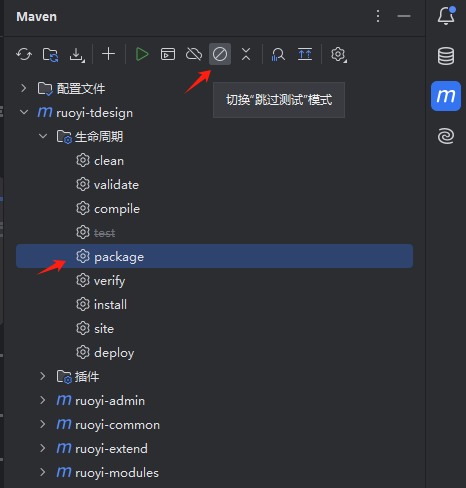 Maven
切换“跳过测试”模式
配置文件
m ruoyi-tdesign
生命周期
clean
validate
compile
test
package
verify
install
site
deploy
插件
m ruoyi-admin
m ruoyi-common
m ruoyi-extend
m ruoyi-modules
m